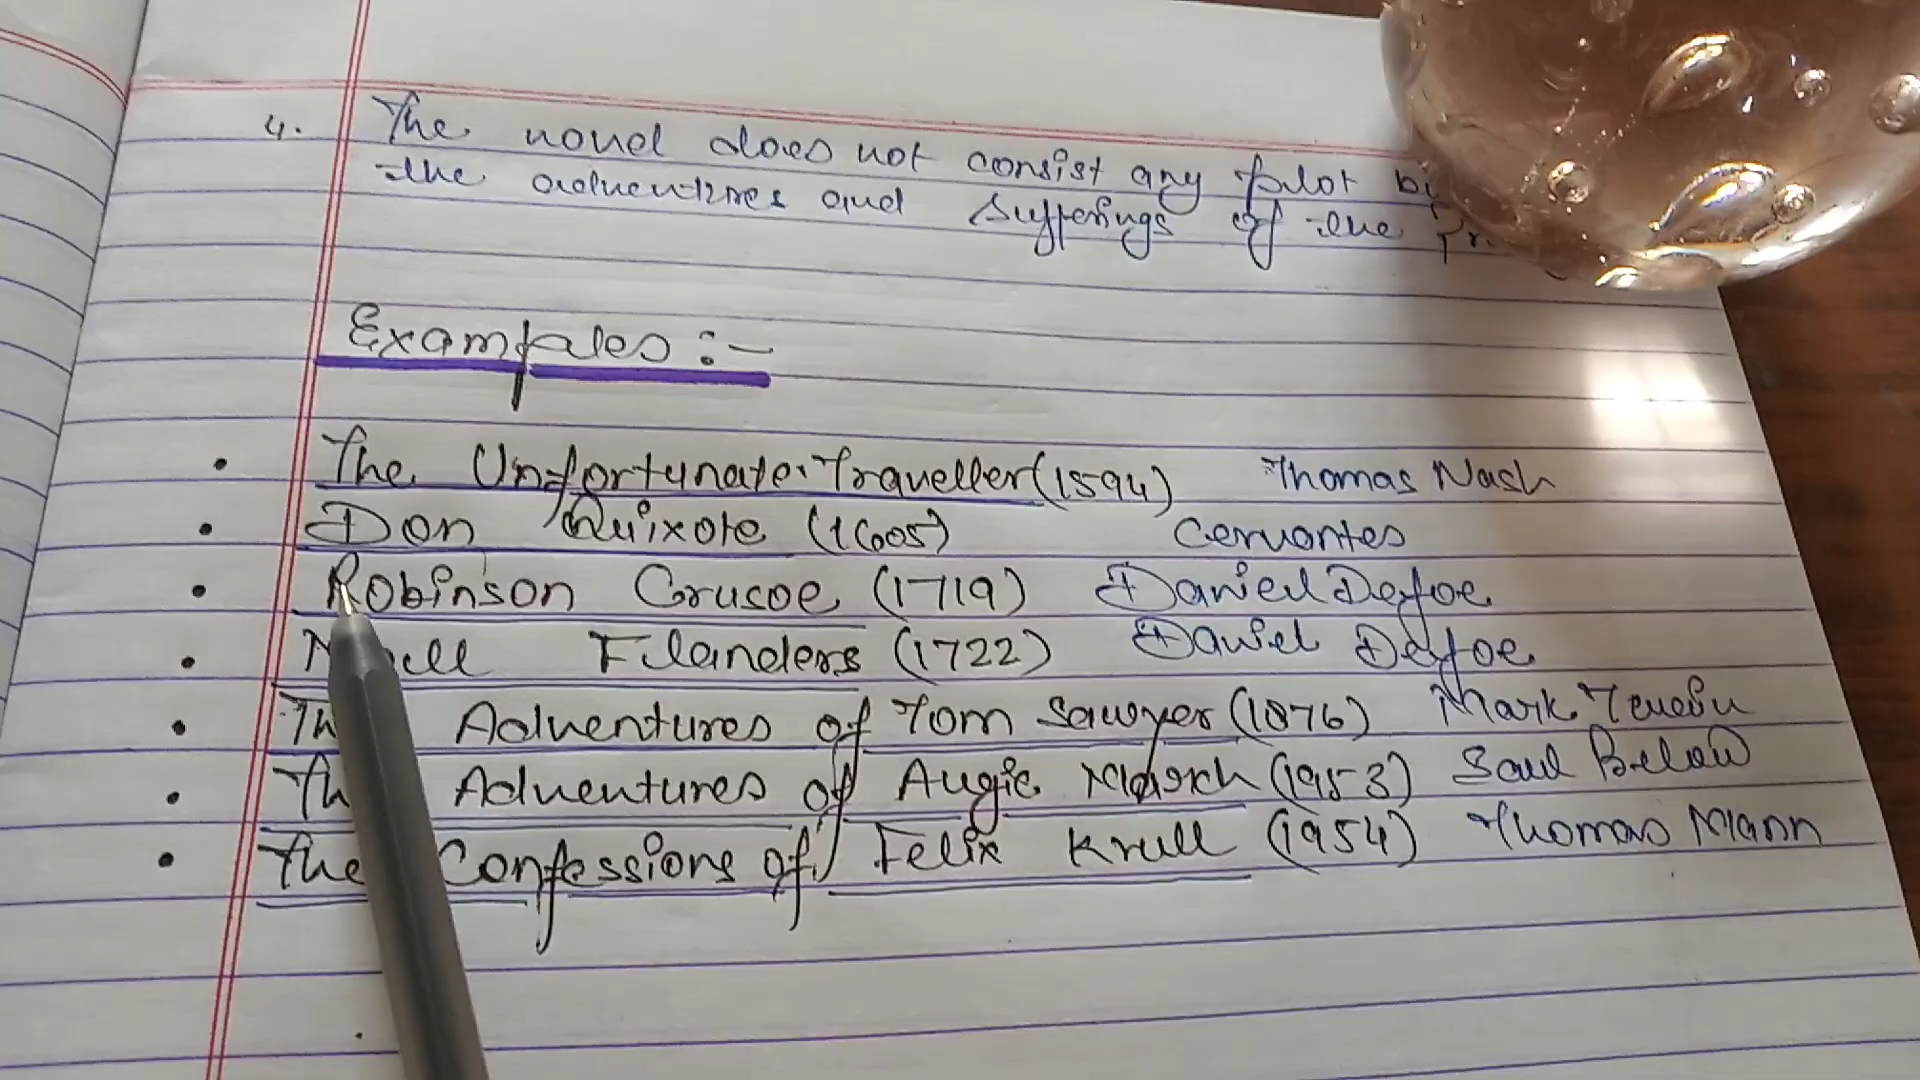 4. The novel does not consist any plot
the adventures and sufferings of the
Examples :-
• The Unfortunate Traveller (1594) Thomas Nash
• Don Quixote (1605) Cervantes
• Robinson Crusoe (1719) Daniel Defoe
• Flanders (1722) Daniel Defoe
• Adventures of Tom Sawyer (1876) Mark Twain
• Adventures of Augie March (1953) Saul Belaw
• The Confessions of Felix Krull (1954) Thomas Mann